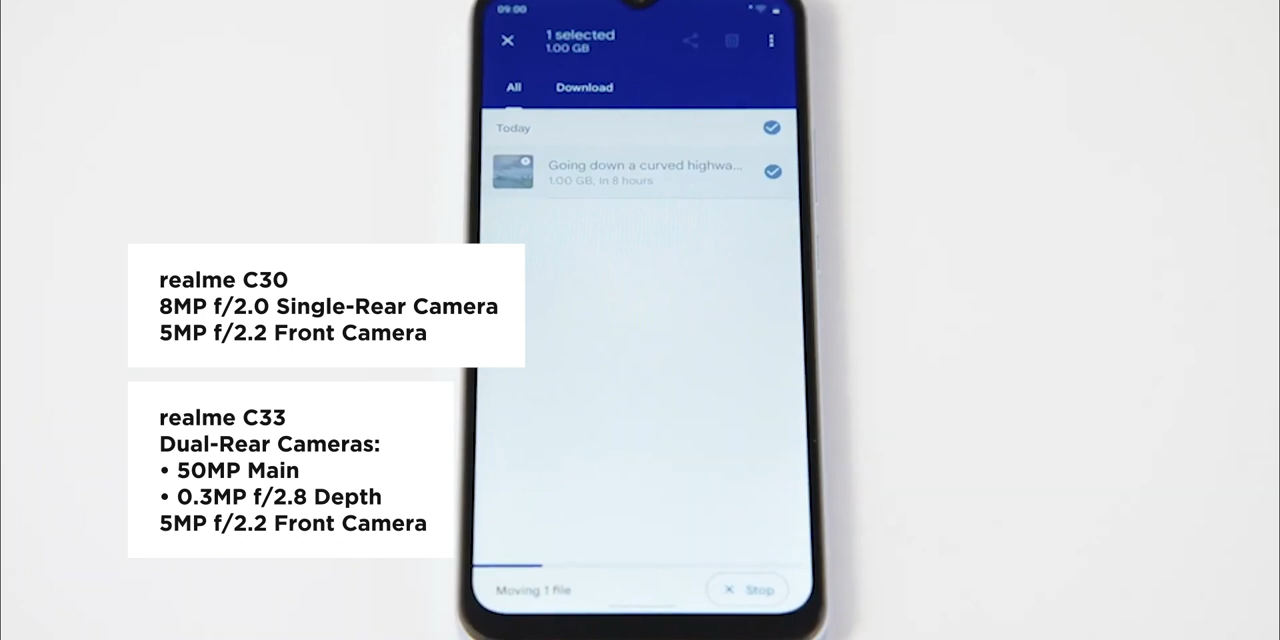 09:00
1 selected
1.00 GB
All
Download
Today
Going down a curved highwa...
1.00 GB, in 8 hours
realme C30
8MP f/2.0 Single-Rear Camera
5MP f/2.2 Front Camera
realme C33
Dual-Rear Cameras:
• 50MP Main
• 0.3MP f/2.8 Depth
5MP f/2.2 Front Camera
Moving 1 file
Stop